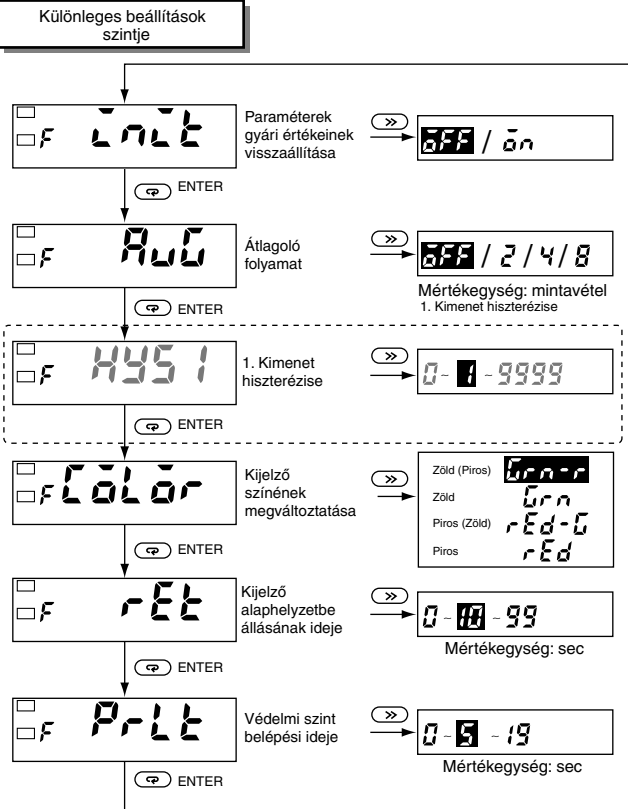 Különleges beállítások
szintje
F init
Paraméterek
gyári értékeinek
visszaállítása
oFF / on
ENTER
F AuG
Átlagoló
folyamat
oFF / 2 / 4 / 8
Mértékegység: mintavétel
1. Kimenet hiszterézise
ENTER
F HYS1
1. Kimenet
hiszterézise
0 ~ 1 ~ 9999
ENTER
F CoLor
Kijelző
színének
megváltoztatása
Zöld (Piros) Grn-r
Zöld Grn
Piros (Zöld) rEd-G
Piros rEd
ENTER
F rEt
Kijelző
alaphelyzetbe
állásának ideje
0 ~ 10 ~ 99
Mértékegység: sec
ENTER
F PrLt
Védelmi szint
belépési ideje
0 ~ 5 ~ 19
Mértékegység: sec
ENTER